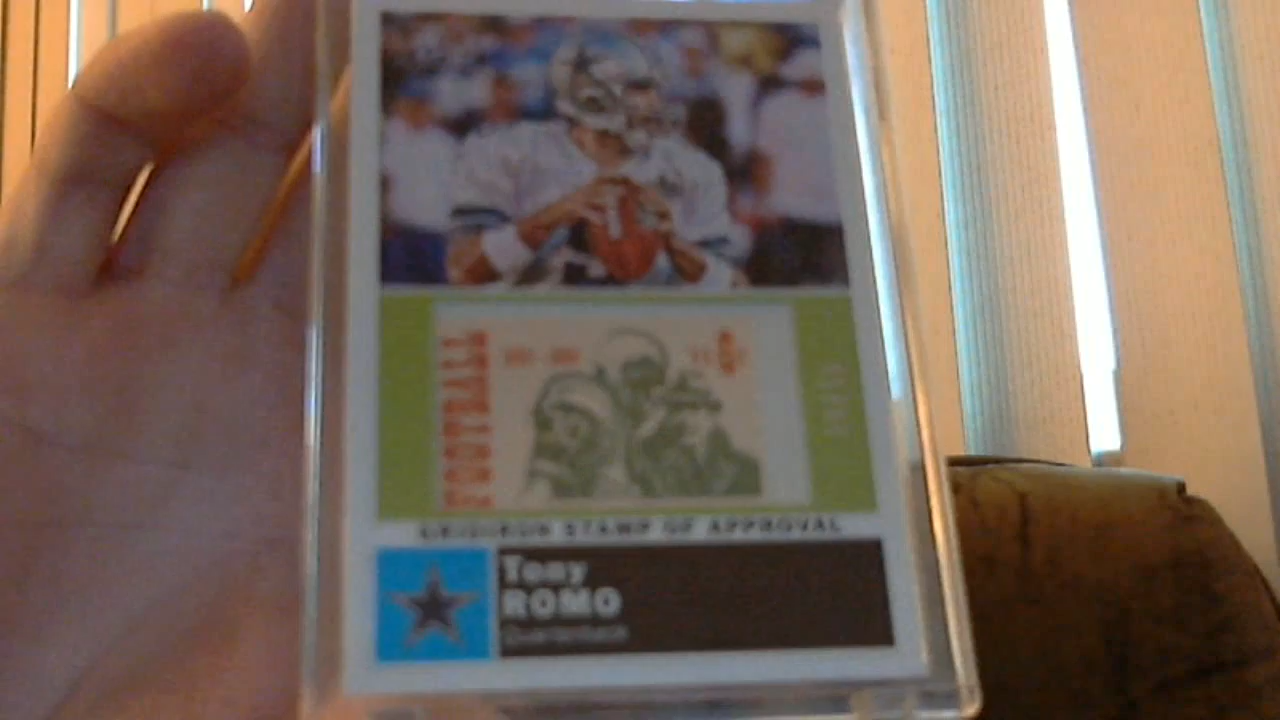 FOOTBALL
GRIDIRON STAMP OF APPROVAL
Tony
ROMO
Quarterback